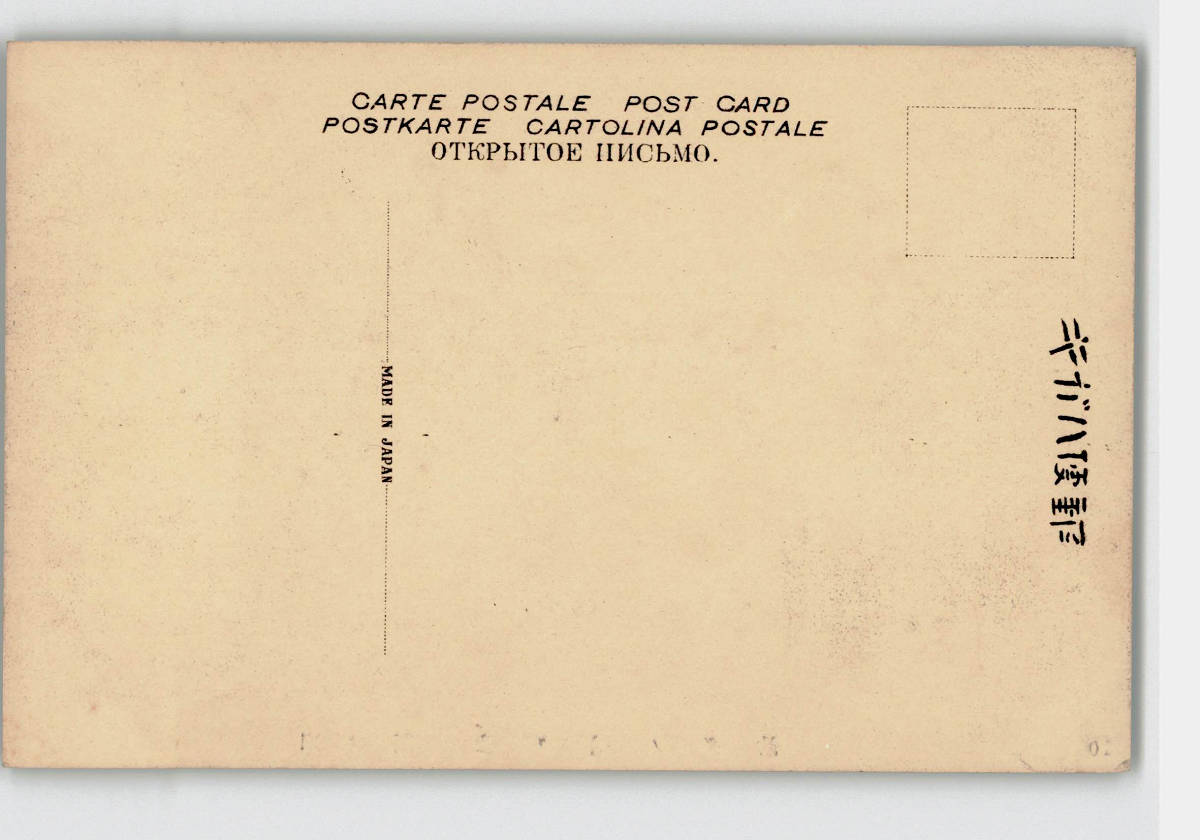 CARTE POSTALE POST CARD
POSTKARTE CARTOLINA POSTALE
ОТКРЫТОЕ ПИСЬМО.
MADE IN JAPAN
郵便ハガキ